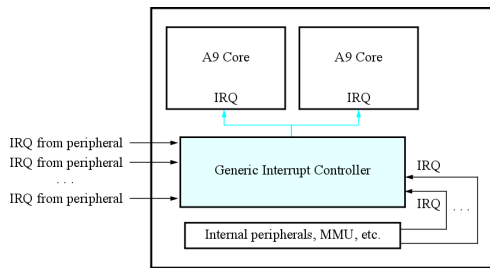 A9 Core
A9 Core
IRQ
IRQ
IRQ from peripheral
IRQ from peripheral
. . .
IRQ from peripheral
Generic Interrupt Controller
IRQ
IRQ
. . .
Internal peripherals, MMU, etc.